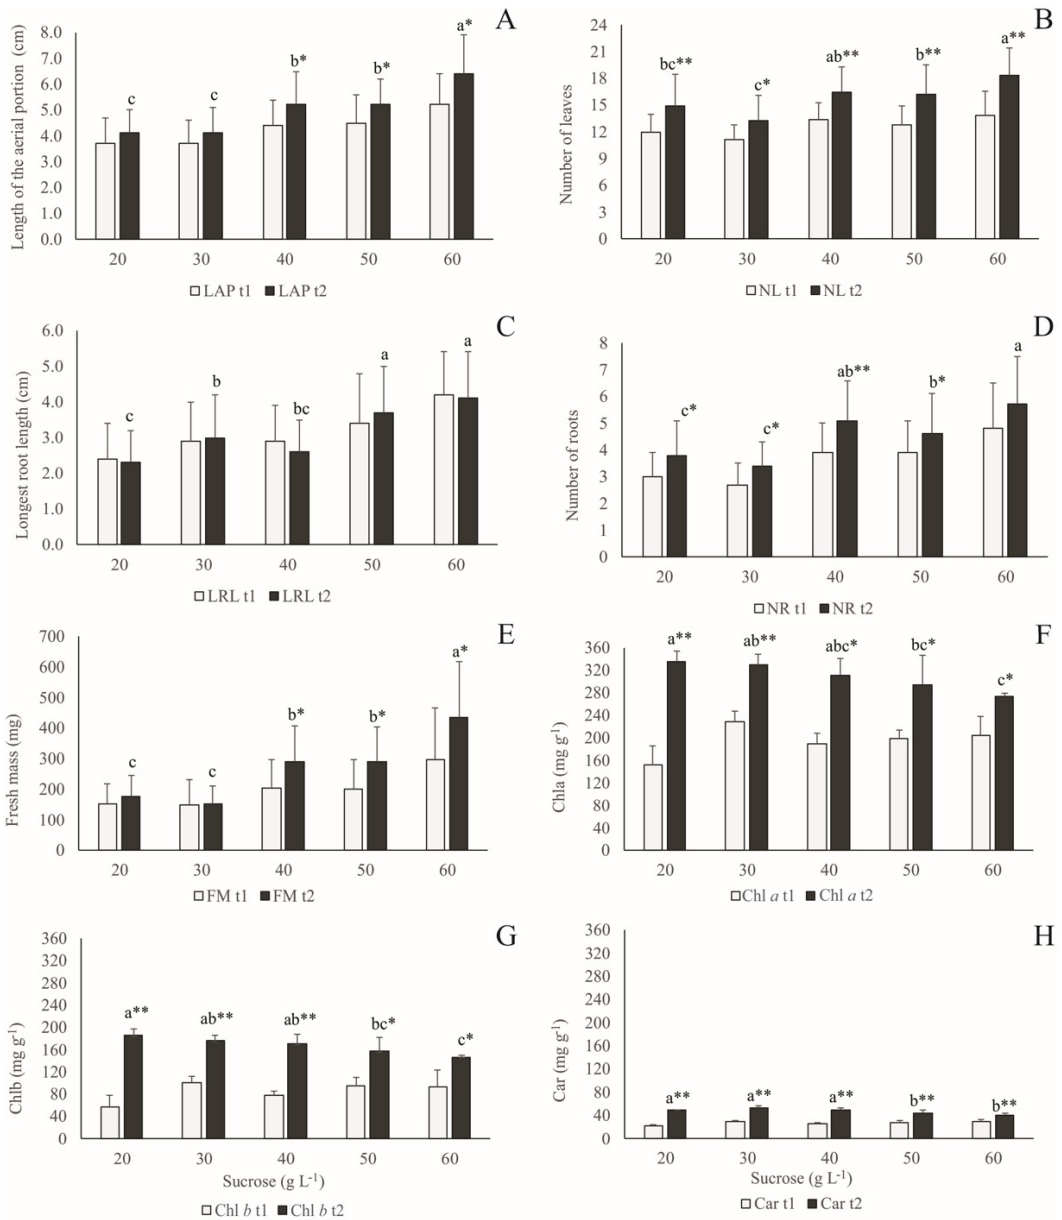 A
Length of the aerial portion (cm)
8.0
7.0
6.0
5.0
4.0
3.0
2.0
1.0
0.0
c
c
b*
b*
a*
20 30 40 50 60
LAP t1 LAP t2
B
Number of leaves
24
21
18
15
12
9
6
3
0
bc**
c*
ab**
b**
a**
20 30 40 50 60
NL t1 NL t2
C
Longest root length (cm)
6.0
5.0
4.0
3.0
2.0
1.0
0.0
c
b
bc
a
a
20 30 40 50 60
LRL t1 LRL t2
D
Number of roots
8
7
6
5
4
3
2
1
0
c*
c*
ab**
b*
a
20 30 40 50 60
NR t1 NR t2
E
Fresh mass (mg)
700
600
500
400
300
200
100
0
c
c
b*
b*
a*
20 30 40 50 60
FM t1 FM t2
F
Chla (mg g-1)
360
320
280
240
200
160
120
80
40
0
a**
ab**
abc*
bc*
c*
20 30 40 50 60
Chl a t1 Chl a t2
G
Chlb (mg g-1)
360
320
280
240
200
160
120
80
40
0
a**
ab**
ab**
bc*
c*
20 30 40 50 60
Sucrose (g L-1)
Chl b t1 Chl b t2
H
Car (mg g-1)
360
320
280
240
200
160
120
80
40
0
a**
a**
a**
b**
b**
20 30 40 50 60
Sucrose (g L-1)
Car t1 Car t2